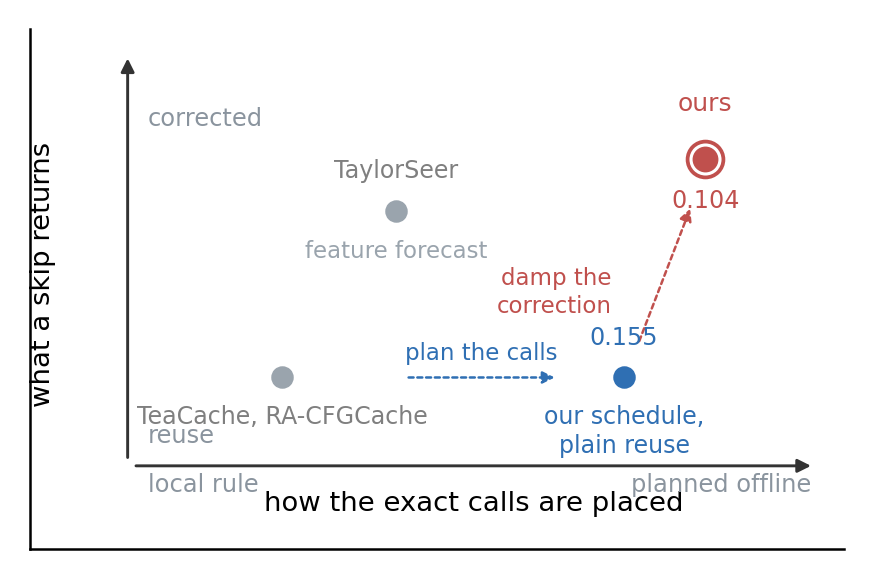 ours
corrected
TaylorSeer
0.104
feature forecast
damp the
correction
0.155
plan the calls
what a skip returns
TeaCache, RA-CFGCache
our schedule,
plain reuse
reuse
local rule
planned offline
how the exact calls are placed